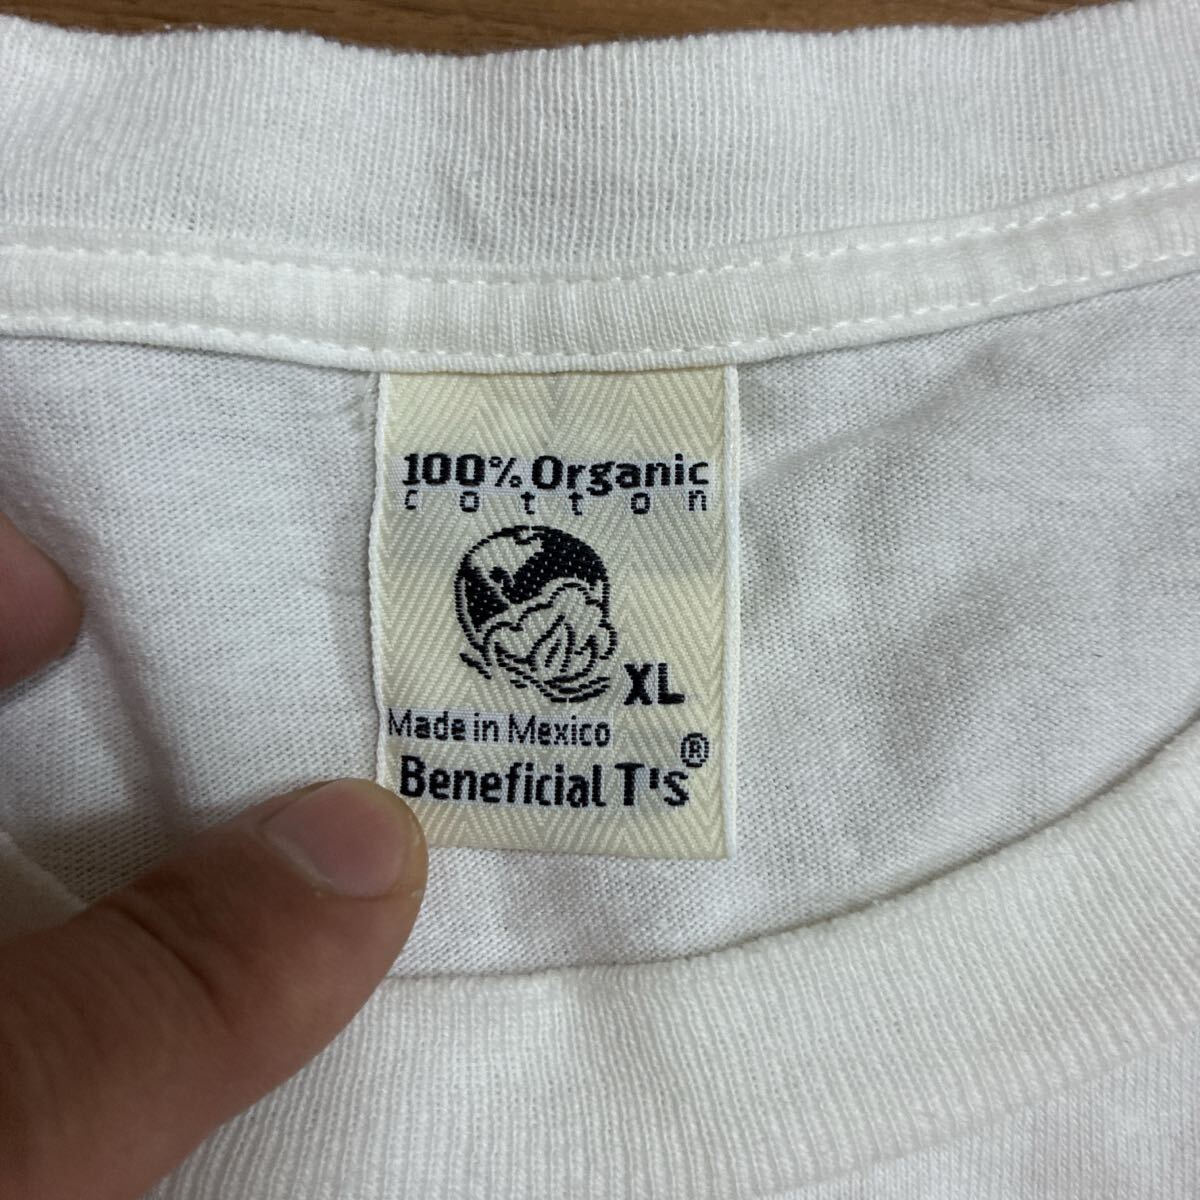 100% Organic
cotton
XL
Made in Mexico
Beneficial T's®